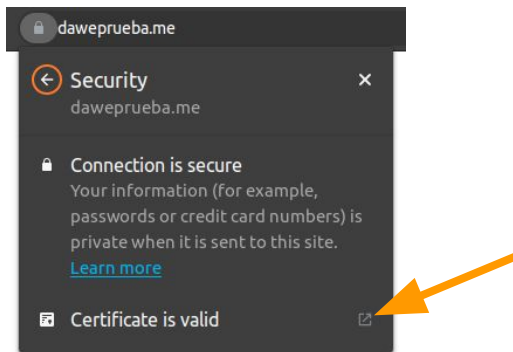 daweprueba.me
Security
daweprueba.me
Connection is secure
Your information (for example,
passwords or credit card numbers) is
private when it is sent to this site.
Learn more
Certificate is valid